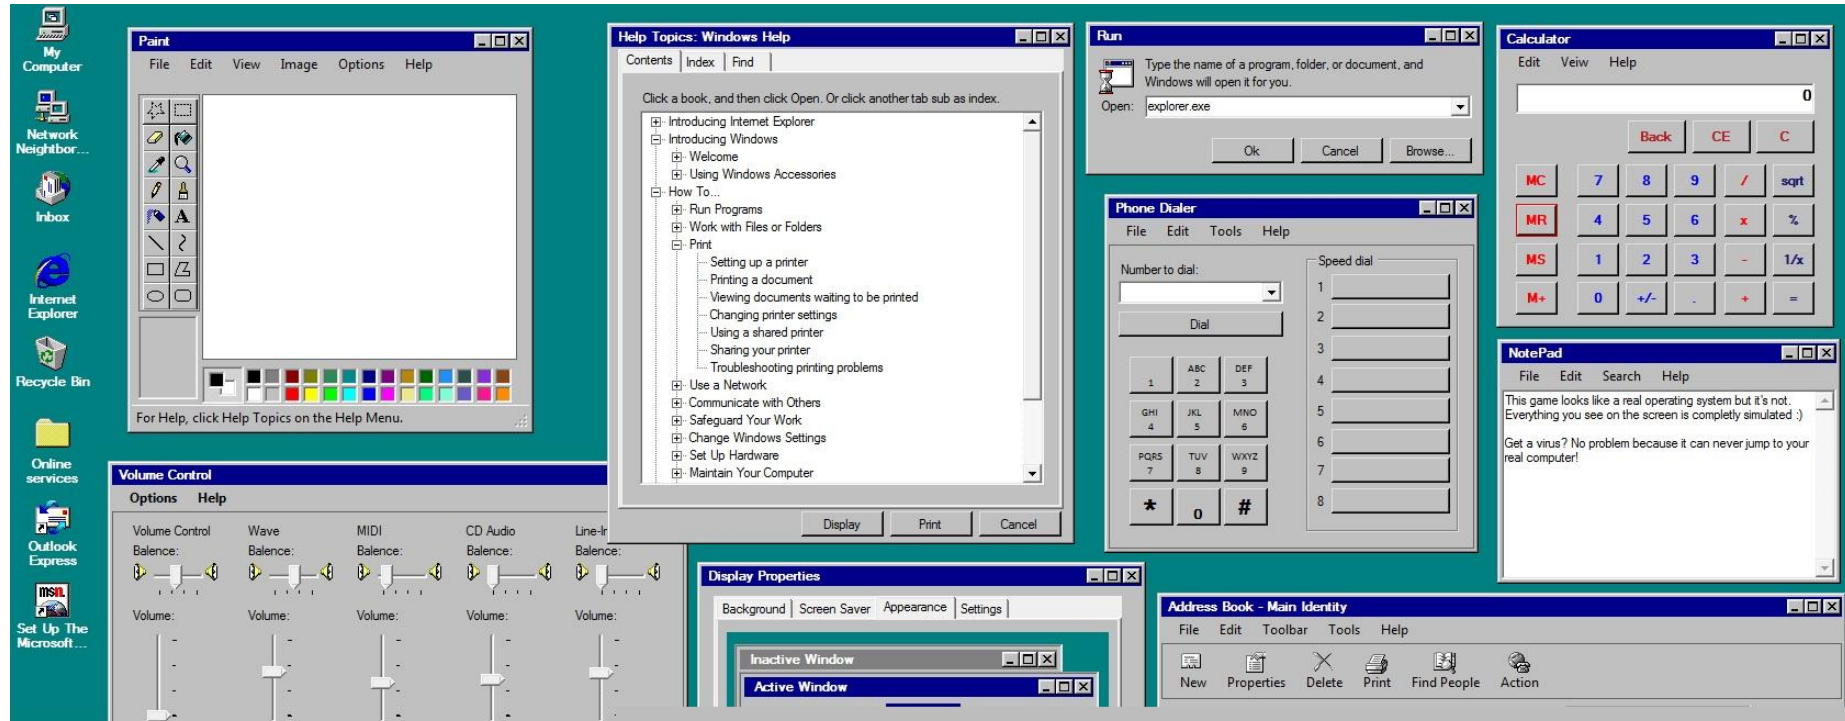 My
Computer
Network
Neightbor...
Inbox
Internet
Explorer
Recycle Bin
Online
services
Outlook
Express
msn.
Set Up The
Microsoft...
Paint
File Edit View Image Options Help
A
For Help, click Help Topics on the Help Menu.
Volume Control
Options Help
Volume Control Wave MIDI CD Audio Line-In
Balence: Balence: Balence: Balence: Balence:
Volume: Volume: Volume: Volume: Volume:
Help Topics: Windows Help
Contents Index Find
Click a book, and then click Open. Or click another tab sub as index.
Introducing Internet Explorer
Introducing Windows
Welcome
Using Windows Accessories
How To...
Run Programs
Work with Files or Folders
Print
Setting up a printer
Printing a document
Viewing documents waiting to be printed
Changing printer settings
Using a shared printer
Sharing your printer
Troubleshooting printing problems
Use a Network
Communicate with Others
Safeguard Your Work
Change Windows Settings
Set Up Hardware
Maintain Your Computer
Display Print Cancel
Display Properties
Background Screen Saver Appearance Settings
Inactive Window
Active Window
Run
Type the name of a program, folder, or document, and
Windows will open it for you.
Open: explorer.exe
Ok Cancel Browse...
Phone Dialer
File Edit Tools Help
Number to dial:
Dial
1 ABC 2 DEF 3
GHI 4 JKL 5 MNO 6
PQRS 7 TUV 8 WXYZ 9
* 0 #
Speed dial
1
2
3
4
5
6
7
8
Calculator
Edit Veiw Help
0
Back CE C
MC 7 8 9 / sqrt
MR 4 5 6 x %
MS 1 2 3 - 1/x
M+ 0 +/- . + =
NotePad
File Edit Search Help
This game looks like a real operating system but it's not.
Everything you see on the screen is completly simulated :)
Get a virus? No problem because it can never jump to your
real computer!
Address Book - Main Identity
File Edit Toolbar Tools Help
New Properties Delete Print Find People Action